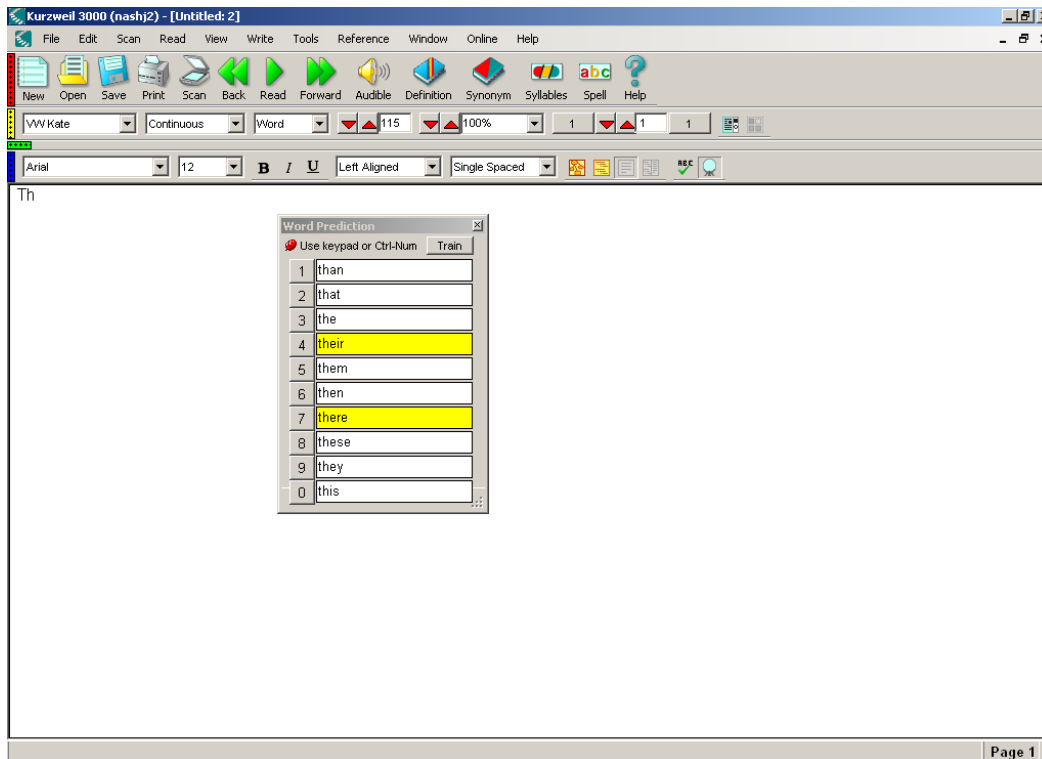 Kurzweil 3000 (nashj2) - [Untitled: 2]
File Edit Scan Read View Write Tools Reference Window Online Help
abc
New Open Save Print Scan Back Read Forward Audible Definition Synonym Syllables Spell Help
VW Kate Continuous Word 115 100% 1 1 1
Arial 12 B I U Left Aligned Single Spaced ABC
Th
Word Prediction
Use keypad or Ctrl-Num Train
1 than
2 that
3 the
4 their
5 them
6 then
7 there
8 these
9 they
0 this
Page 1